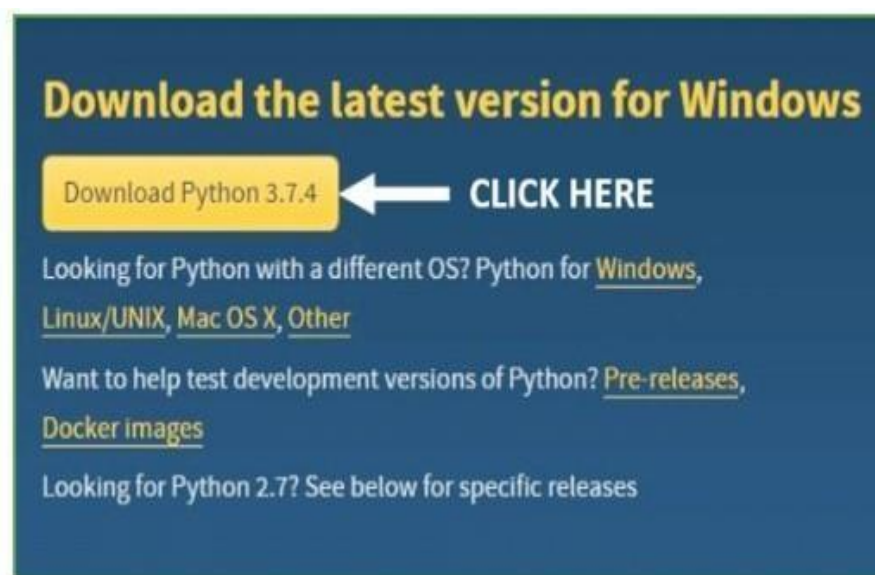 Download the latest version for Windows
Download Python 3.7.4
CLICK HERE
Looking for Python with a different OS? Python for Windows,
Linux/UNIX, Mac OS X, Other
Want to help test development versions of Python? Pre-releases,
Docker images
Looking for Python 2.7? See below for specific releases